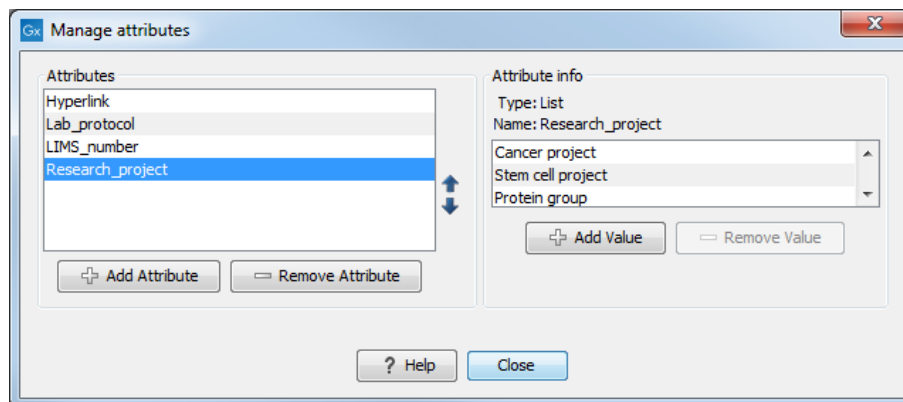 Gx Manage attributes
X
Attributes
Hyperlink
Lab_protocol
LIMS_number
Research_project
Add Attribute
Remove Attribute
Attribute info
Type: List
Name: Research_project
Cancer project
Stem cell project
Protein group
Add Value
Remove Value
? Help
Close